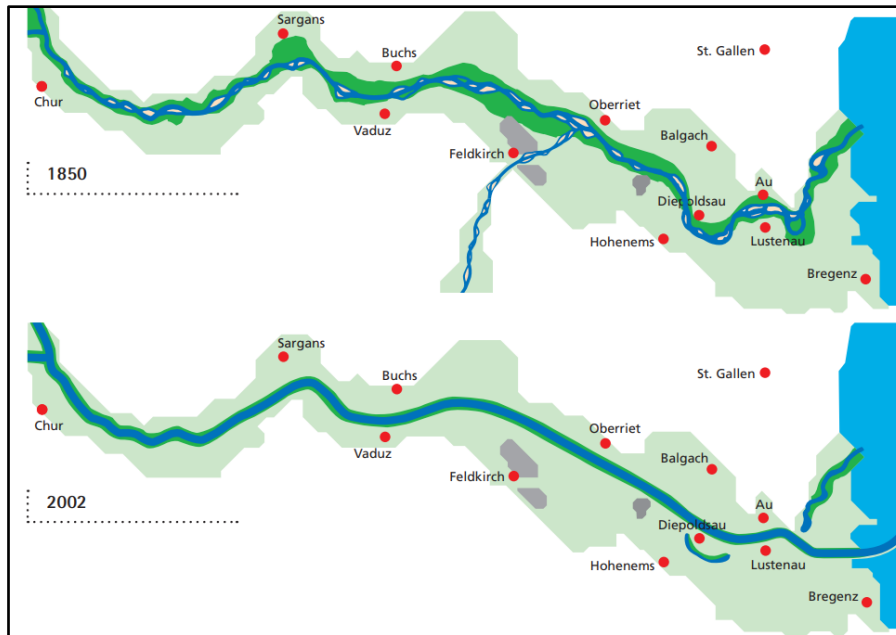 Sargans
St. Gallen
Buchs
Chur
Oberriet
Vaduz
Balgach
Feldkirch
1850
Au
Diepoldsau
Hohenems
Lustenau
Bregenz
Sargans
St. Gallen
Buchs
Chur
Oberriet
Vaduz
Balgach
Feldkirch
2002
Au
Diepoldsau
Hohenems
Lustenau
Bregenz